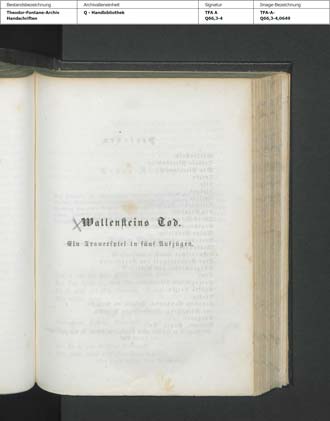 Bestandsbezeichnung
Theodor-Fontane-Archiv
Handschriften
Archivalieneinheit
Q - Handbibliothek
Signatur
TFA A
Q66,3-4
Image-Bezeichnung
TFA-A-
Q66,3-4,0649
Wallensteins Tod.
Ein Trauerspiel in fünf Aufzügen.